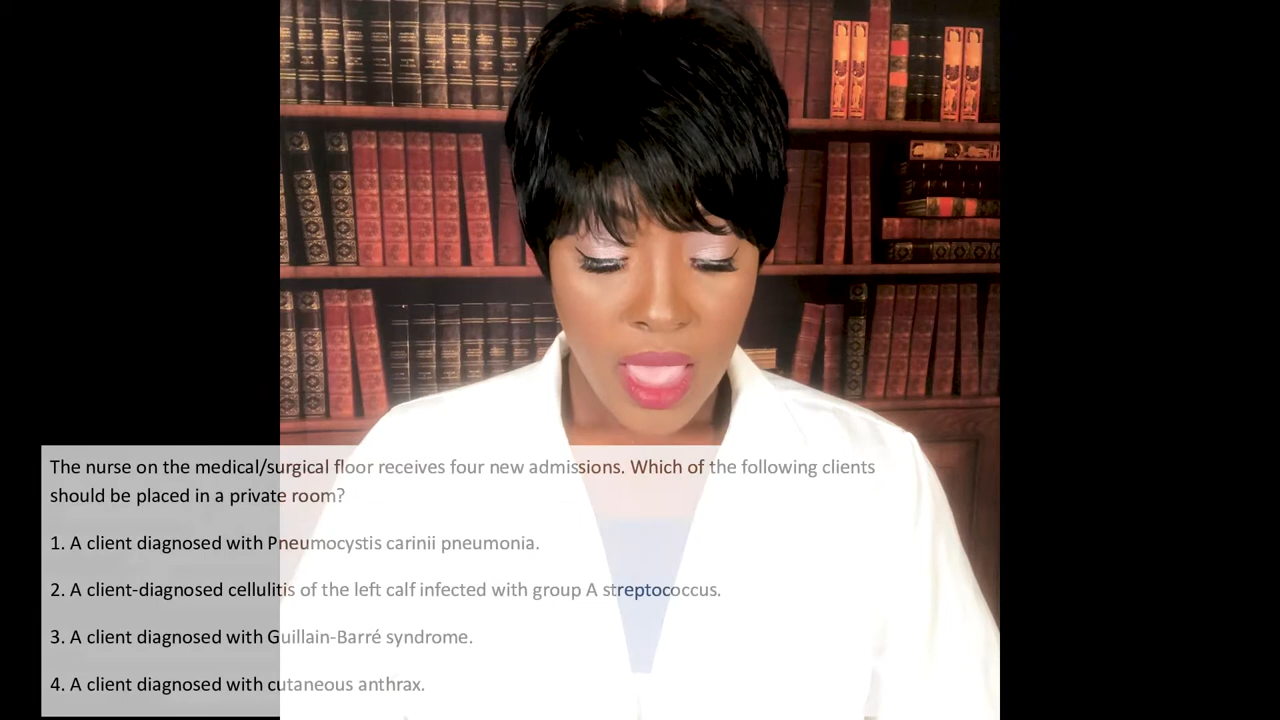 The nurse on the medical/surgical floor receives four new admissions. Which of the following clients
should be placed in a private room?
1. A client diagnosed with Pneumocystis carinii pneumonia.
2. A client-diagnosed cellulitis of the left calf infected with group A streptococcus.
3. A client diagnosed with Guillain-Barré syndrome.
4. A client diagnosed with cutaneous anthrax.